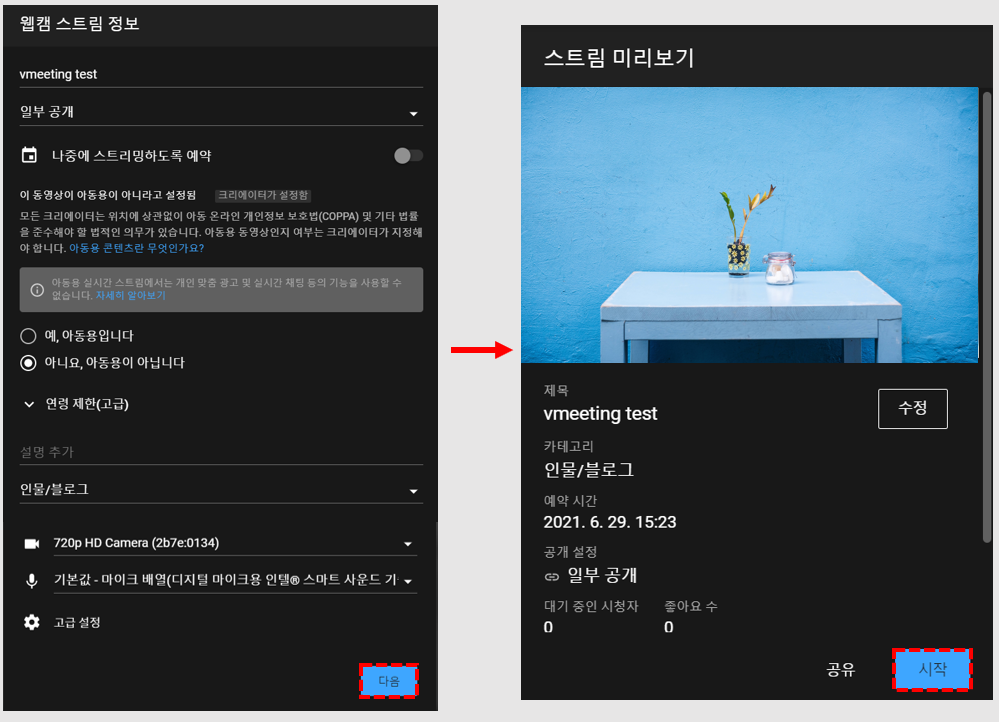 웹캠 스트림 정보
vmeeting test
일부 공개
나중에 스트리밍하도록 예약
이 동영상이 아동용이 아니라고 설정됨 크리에이터가 설정함
모든 크리에이터는 위치에 상관없이 아동 온라인 개인정보 보호법(COPPA) 및 기타 법률
을 준수해야 할 법적인 의무가 있습니다. 아동용 동영상인지 여부는 크리에이터가 지정해
야 합니다. 아동용 콘텐츠란 무엇인가요?
아동용 실시간 스트림에서는 개인 맞춤 광고 및 실시간 채팅 등의 기능을 사용할 수
없습니다. 자세히 알아보기
예, 아동용입니다
아니요, 아동용이 아닙니다
연령 제한(고급)
설명 추가
인물/블로그
720p HD Camera (2b7e:0134)
기본값 - 마이크 배열(디지털 마이크용 인텔® 스마트 사운드 기
고급 설정
다음
스트림 미리보기
제목
vmeeting test
수정
카테고리
인물/블로그
예약 시간
2021. 6. 29. 15:23
공개 설정
일부 공개
대기 중인 시청자 좋아요 수
0 0
공유 시작